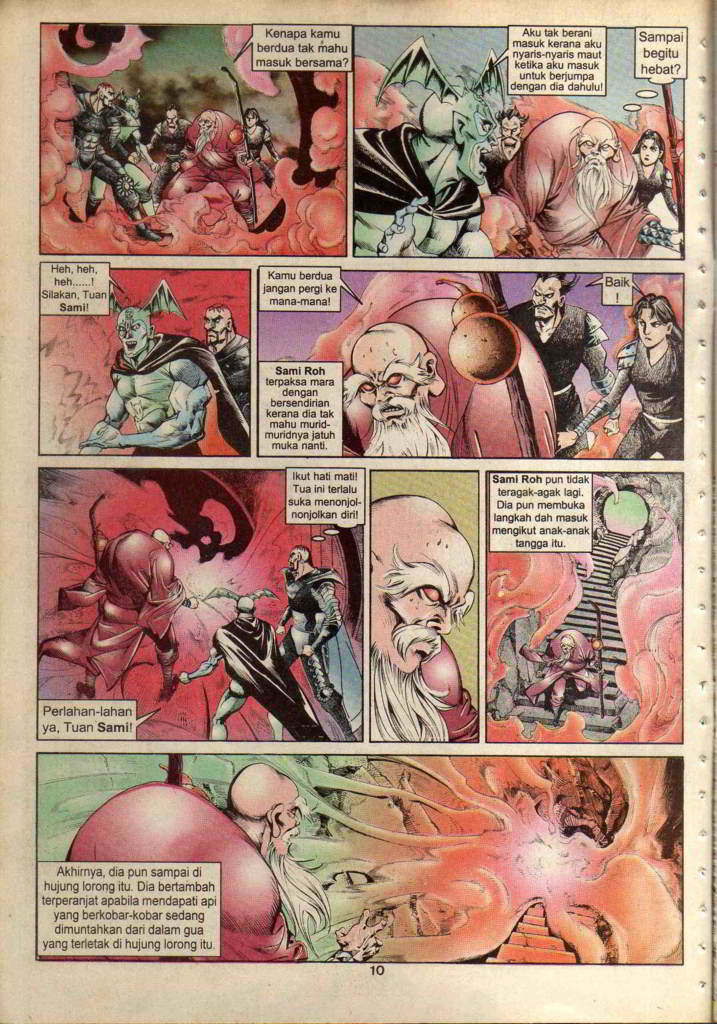 Kenapa kamu
berdua tak mahu
masuk bersama?
Aku tak berani
masuk kerana aku
nyaris-nyaris maut
ketika aku masuk
untuk berjumpa
dengan dia dahulu!
Sampai
begitu
hebat?
Heh, heh,
heh......!
Silakan, Tuan
Sami!
Kamu berdua
jangan pergi ke
mana-mana!
Baik
!
Sami Roh
terpaksa mara
dengan
bersendirian
kerana dia tak
mahu murid-
muridnya jatuh
muka nanti.
Ikut hati mati!
Tua ini terlalu
suka menonjol-
nonjolkan diri!
Perlahan-lahan
ya, Tuan Sami!
Sami Roh pun tidak
teragak-agak lagi.
Dia pun membuka
langkah dah masuk
mengikut anak-anak
tangga itu.
Akhirnya, dia pun sampai di
hujung lorong itu. Dia bertambah
terperanjat apabila mendapati api
yang berkobar-kobar sedang
dimuntahkan dari dalam gua
yang terletak di hujung lorong itu.
10